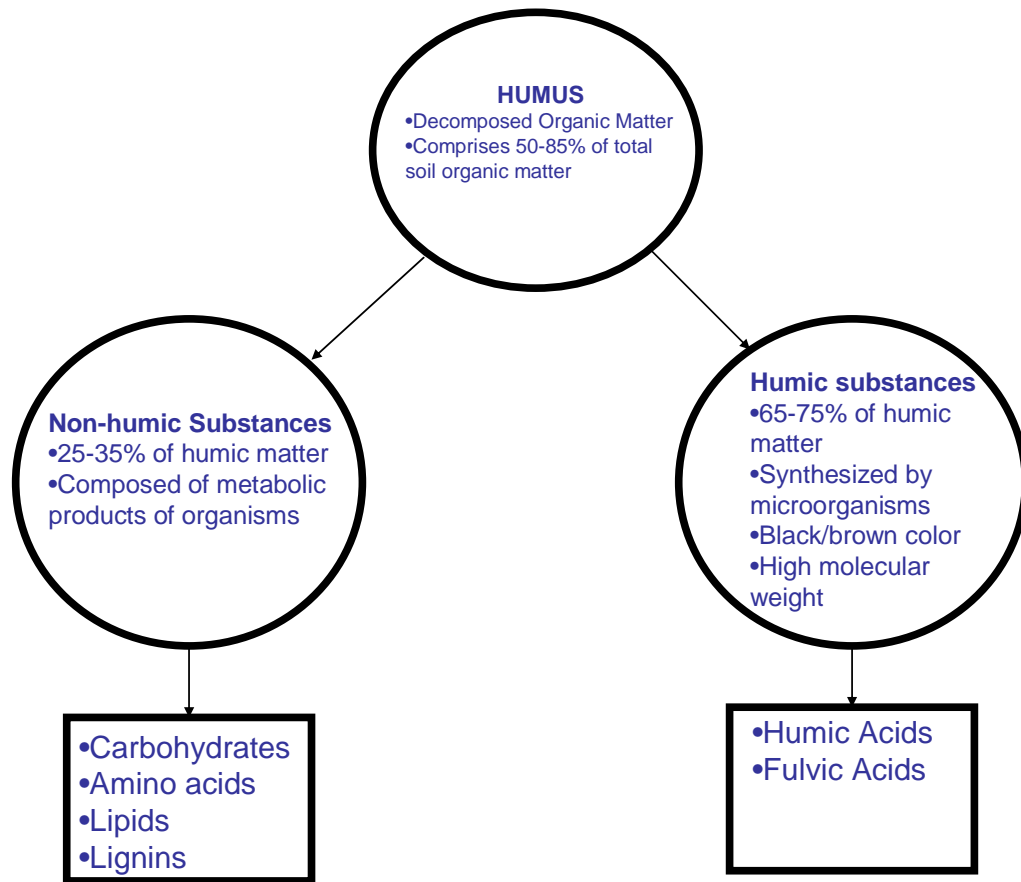 HUMUS
•Decomposed Organic Matter
•Comprises 50-85% of total
soil organic matter
Non-humic Substances
•25-35% of humic matter
•Composed of metabolic
products of organisms
Humic substances
•65-75% of humic
matter
•Synthesized by
microorganisms
•Black/brown color
•High molecular
weight
•Carbohydrates
•Amino acids
•Lipids
•Lignins
•Humic Acids
•Fulvic Acids